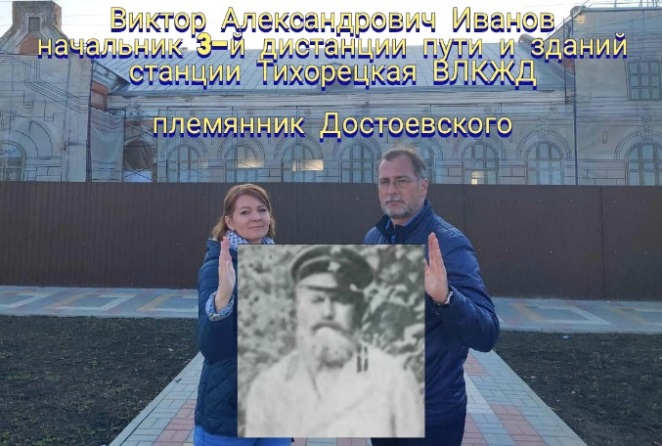 Виктор Александрович Иванов
начальник 3-й дистанции пути и зданий
станции Тихорецкая ВЛКЖД
племянник Достоевского